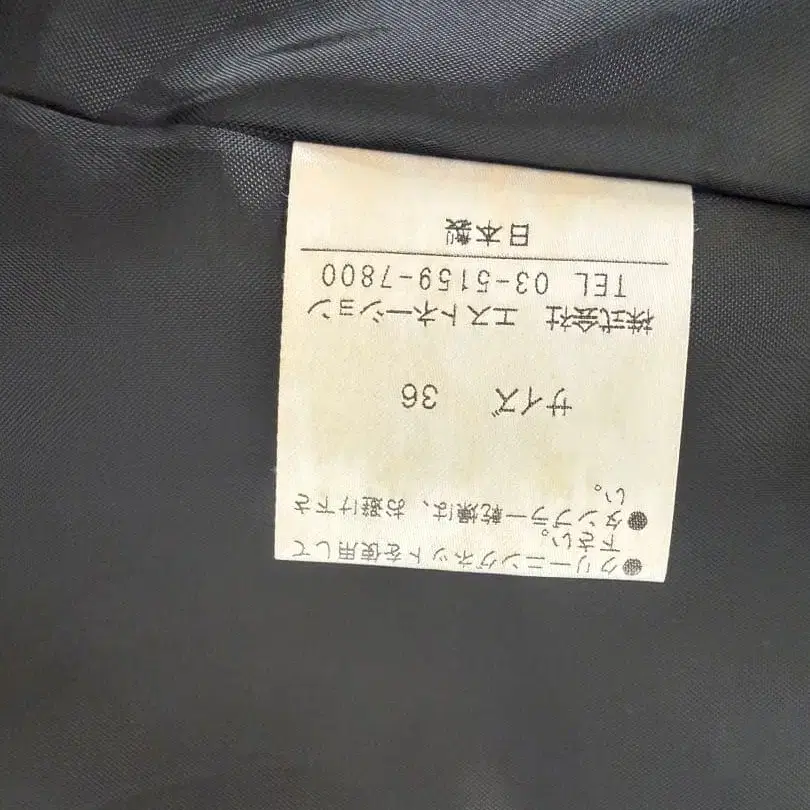 ●クリーニングネットを使用して
下さい。
●タンブラー乾燥は、お避け下さ
い。
サイズ 36
株式会社 エストネーション
TEL 03-5159-7800
日本製